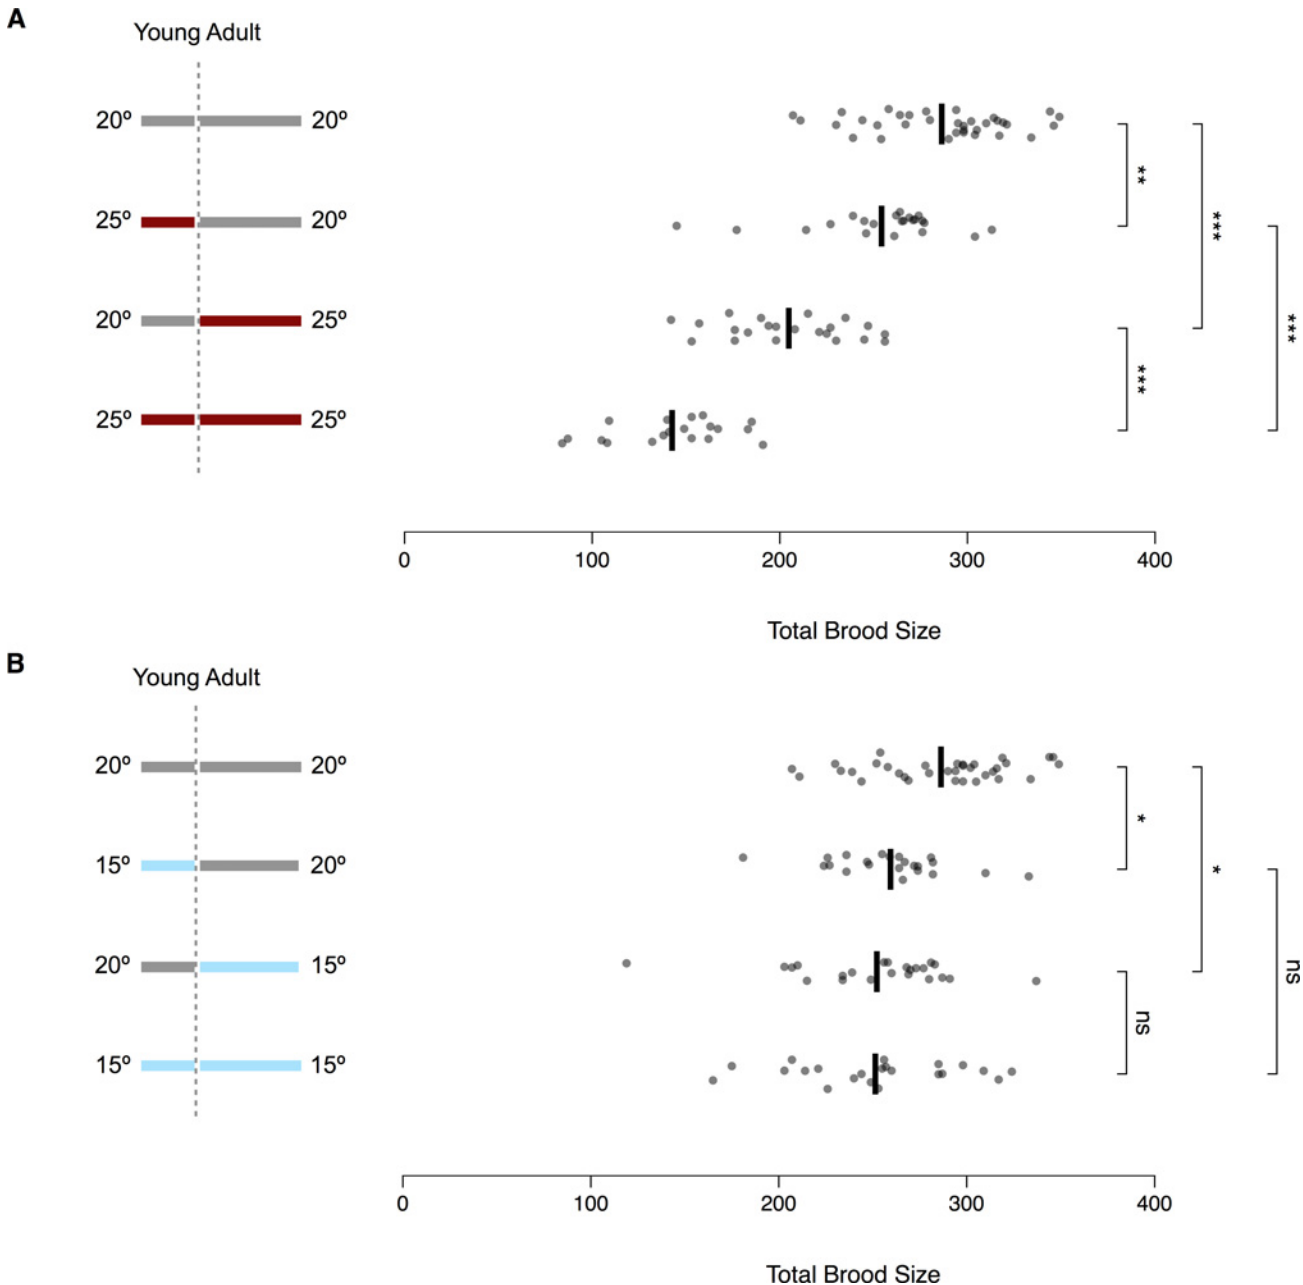 A
Young Adult
20º 20º
**
25º 20º
***
20º 25º
***
***
25º 25º
0 100 200 300 400
Total Brood Size
B
Young Adult
20º 20º
*
15º 20º
*
20º 15º
ns
ns
15º 15º
0 100 200 300 400
Total Brood Size